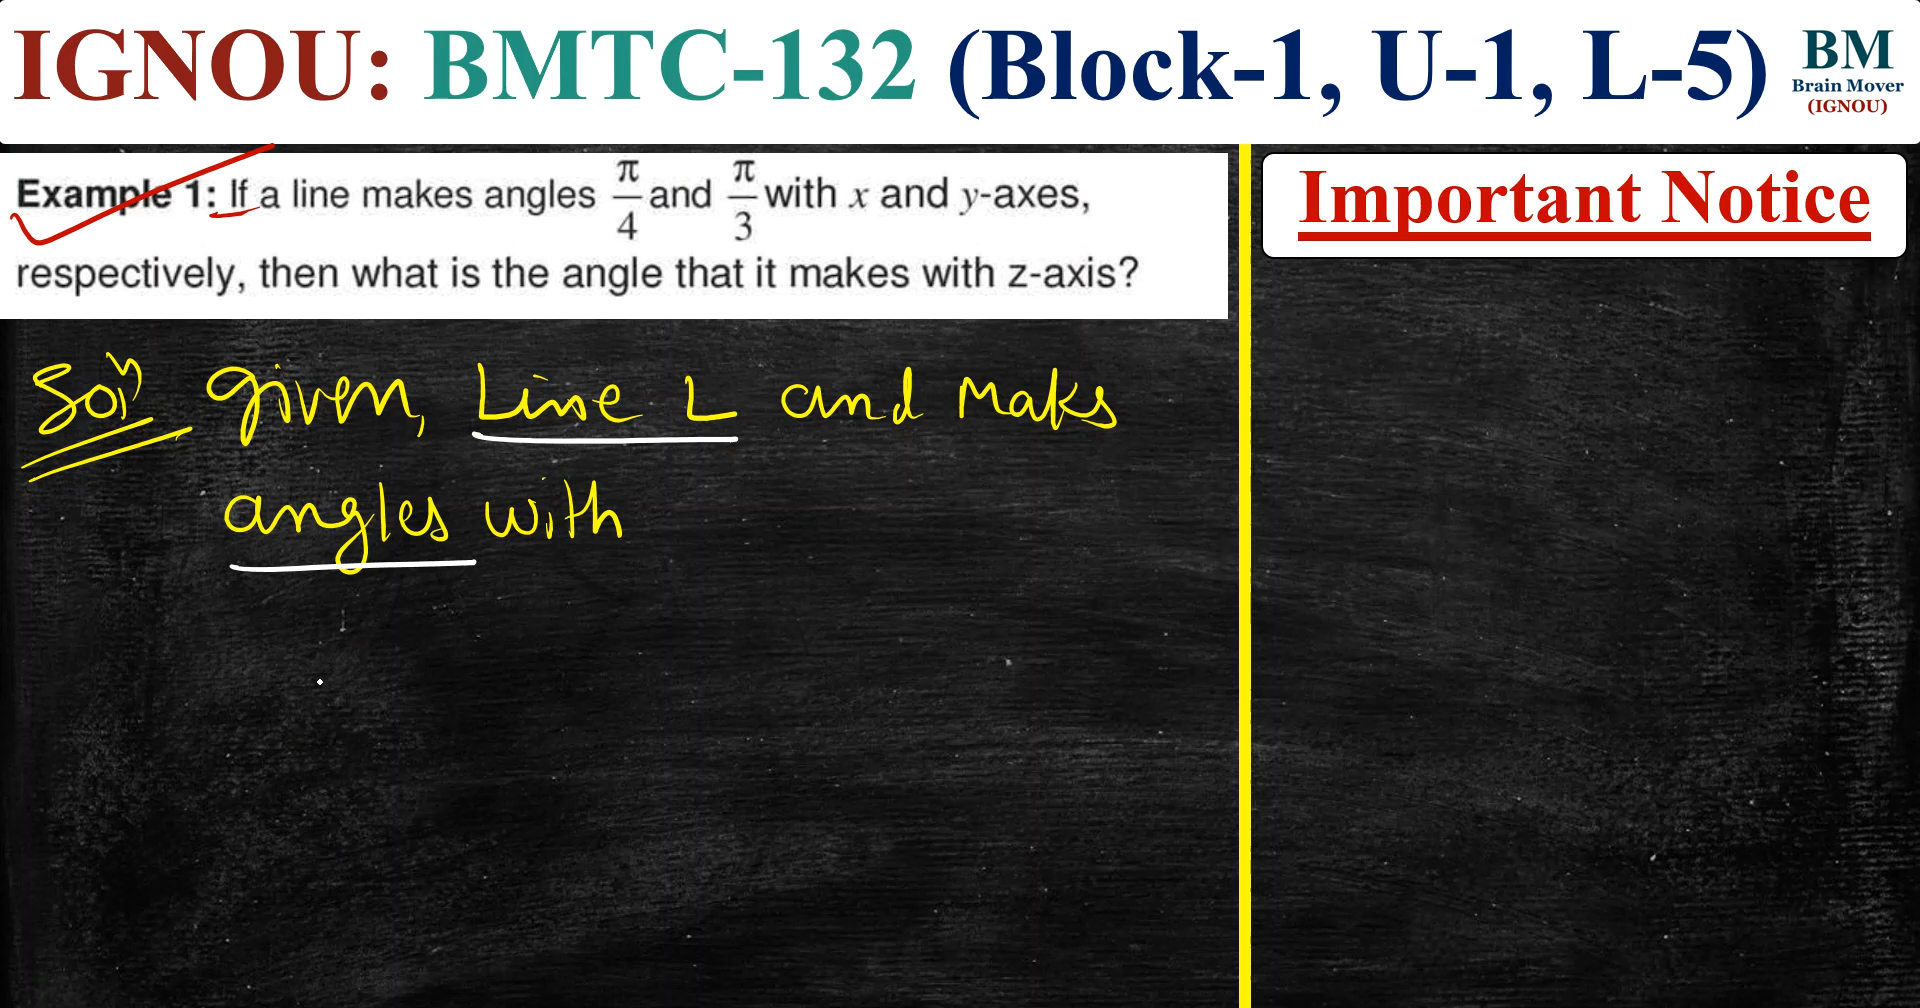 IGNOU: BMTC-132 (Block-1, U-1, L-5)
BM
Brain Mover
(IGNOU)
Example 1: If a line makes angles π/4 and π/3 with x and y-axes,
respectively, then what is the angle that it makes with z-axis?
Important Notice
Solⁿ given, Line L and maks
angles with